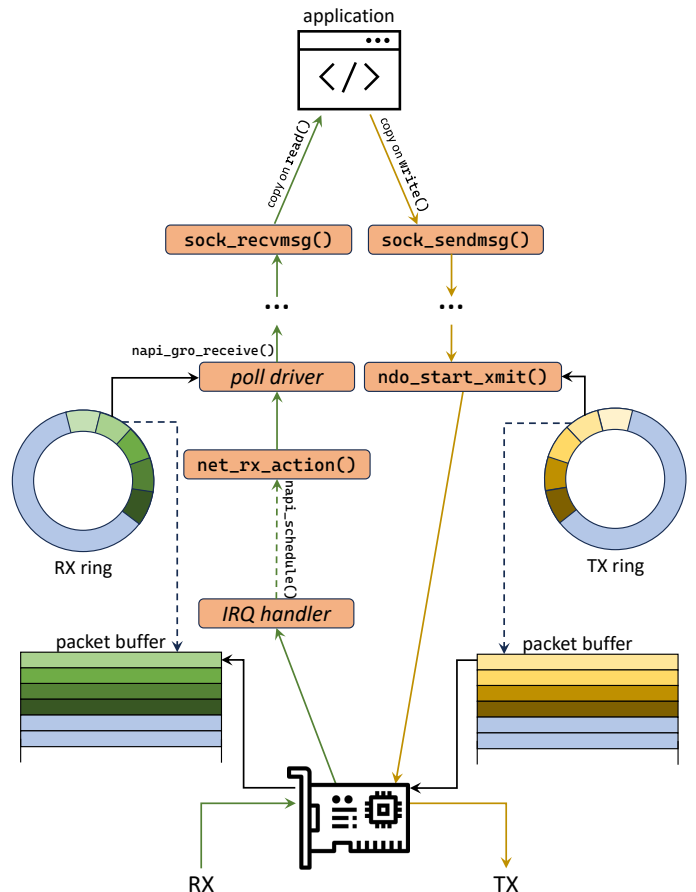 application
</>
copy on read()
copy on write()
sock_recvmsg()
sock_sendmsg()
...
...
napi_gro_receive()
poll driver
ndo_start_xmit()
net_rx_action()
napi_schedule()
RX ring
TX ring
IRQ handler
packet buffer
packet buffer
RX
TX